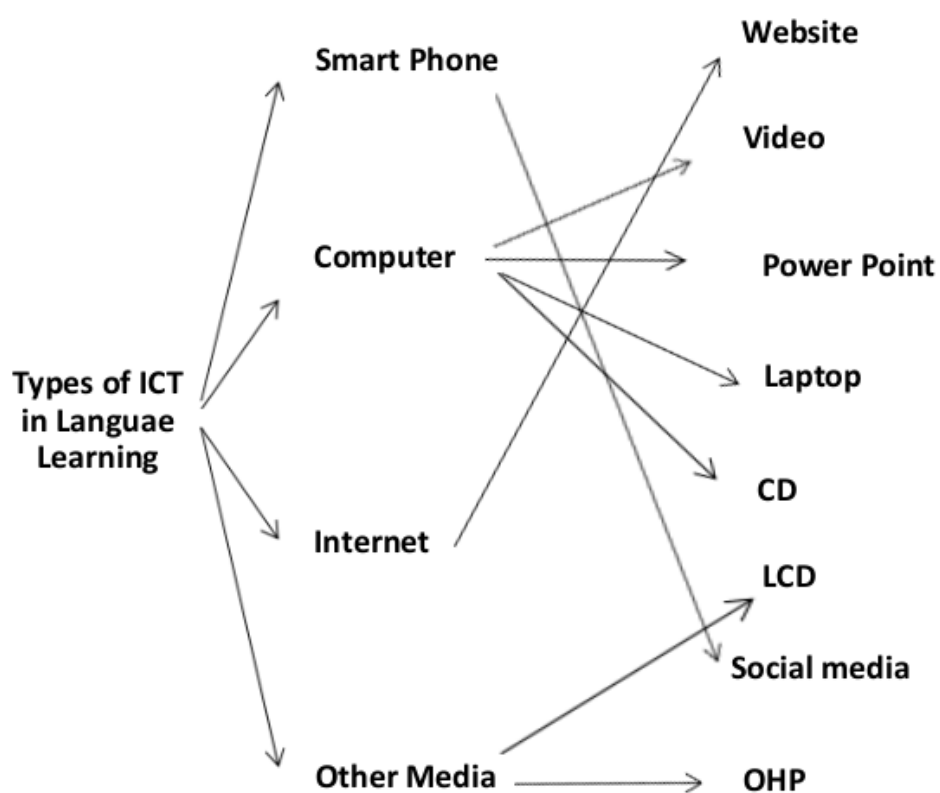 Website
Smart Phone
Video
Computer
Power Point
Laptop
Types of ICT
in Languae
Learning
CD
Internet
LCD
Social media
Other Media
OHP